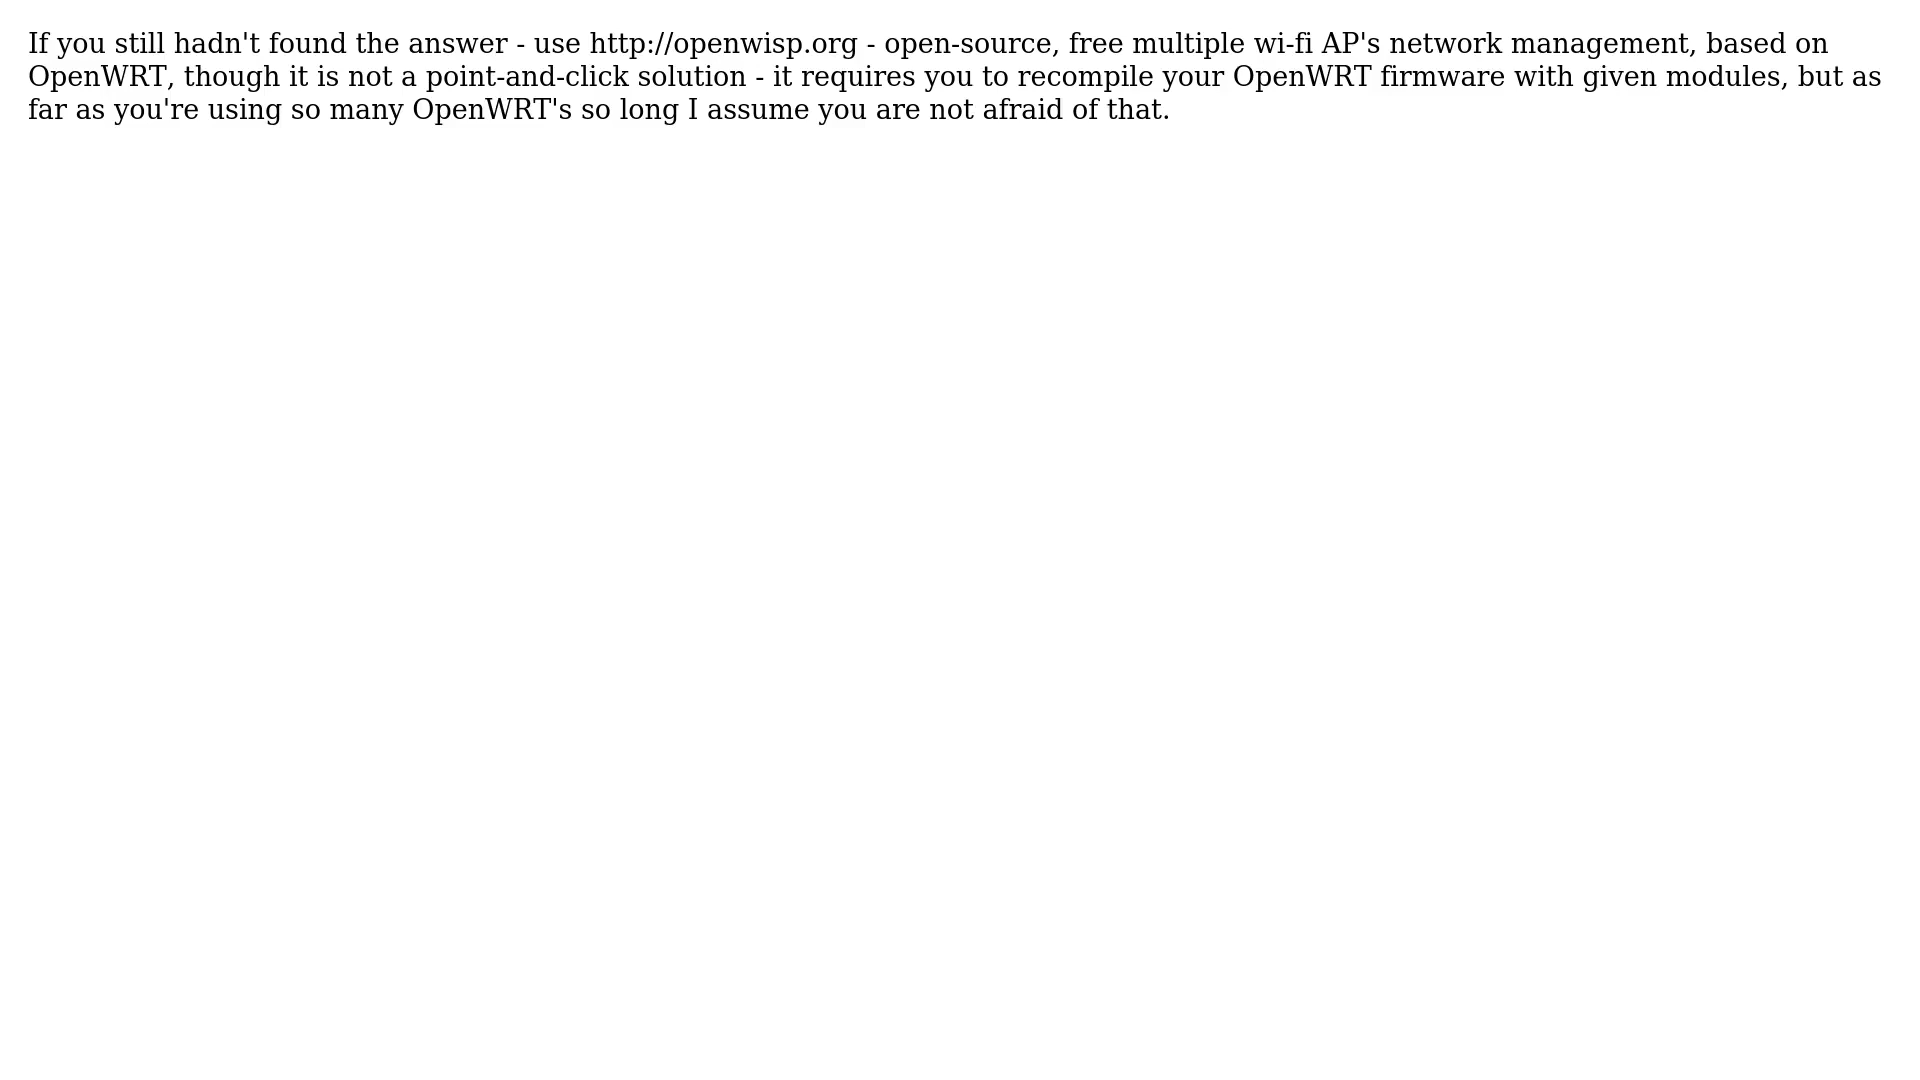 If you still hadn't found the answer - use http://openwisp.org - open-source, free multiple wi-fi AP's network management, based on
OpenWRT, though it is not a point-and-click solution - it requires you to recompile your OpenWRT firmware with given modules, but as
far as you're using so many OpenWRT's so long I assume you are not afraid of that.